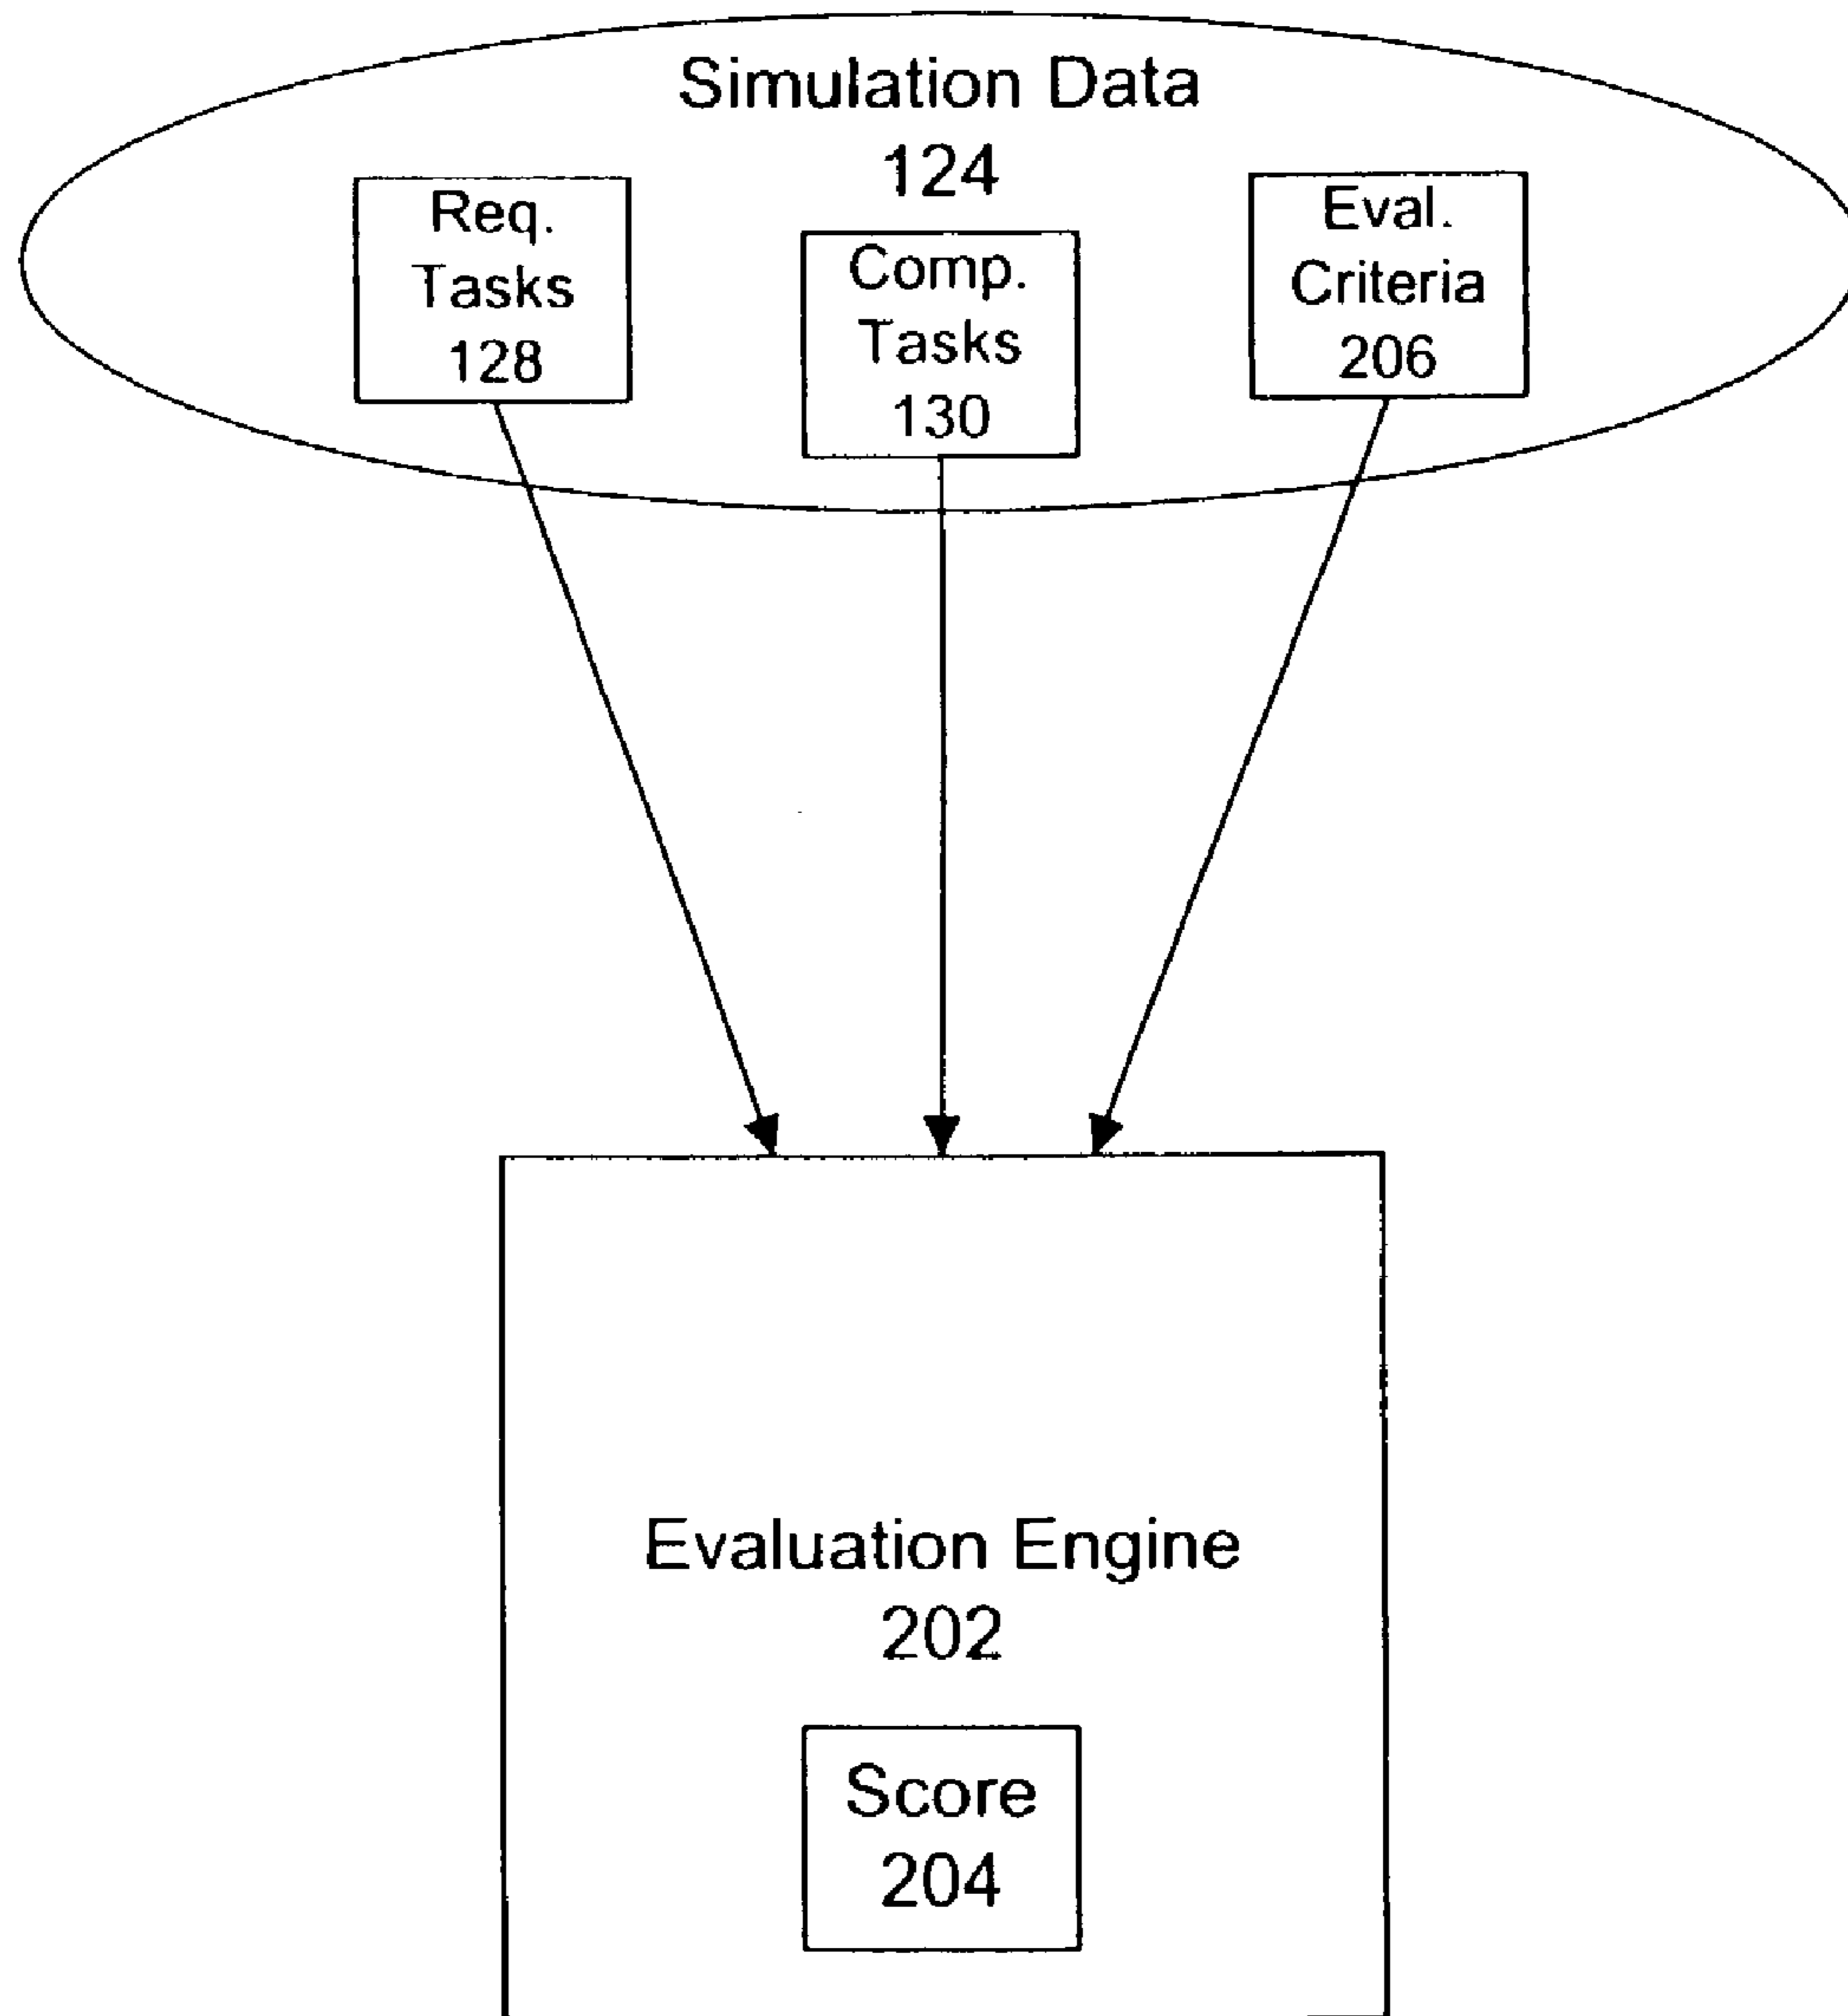 Simulation Data
124
Req.
Tasks
128
Comp.
Tasks
130
Eval.
Criteria
206
Evaluation Engine
202
Score
204